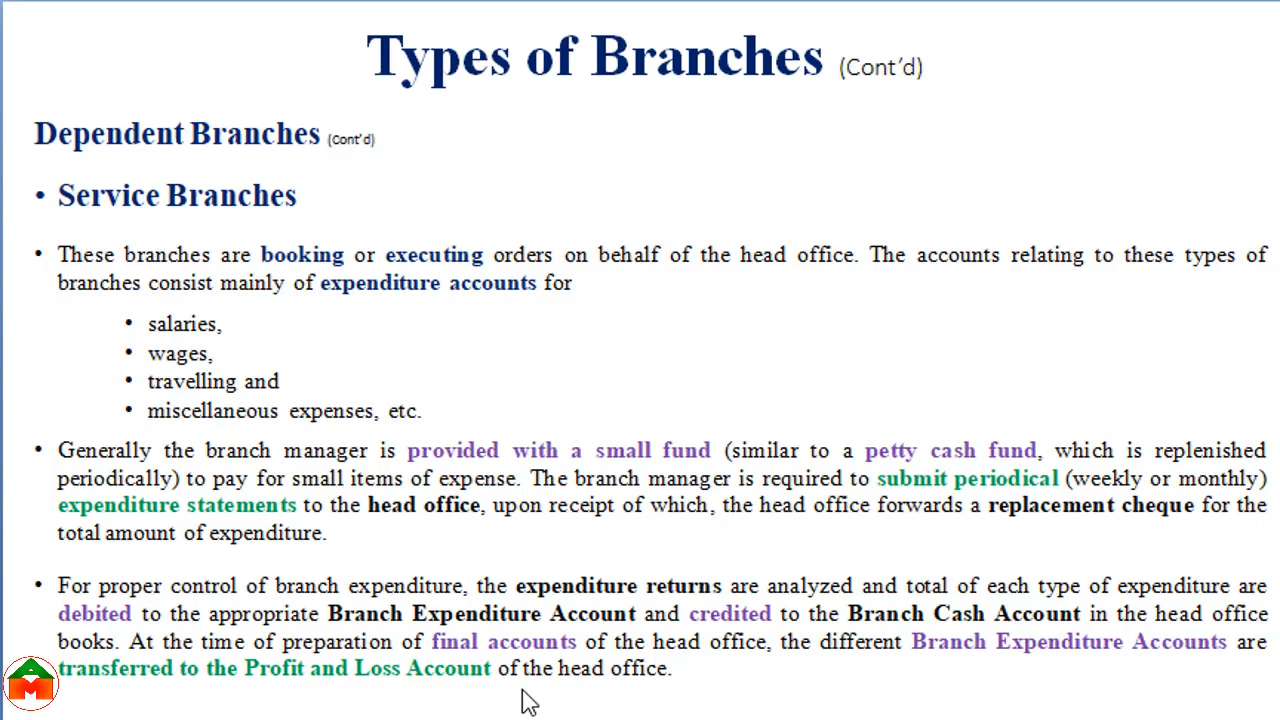 Types of Branches (Cont’d)
Dependent Branches (Cont’d)
• Service Branches
• These branches are booking or executing orders on behalf of the head office. The accounts relating to these types of
branches consist mainly of expenditure accounts for
• salaries,
• wages,
• travelling and
• miscellaneous expenses, etc.
• Generally the branch manager is provided with a small fund (similar to a petty cash fund, which is replenished
periodically) to pay for small items of expense. The branch manager is required to submit periodical (weekly or monthly)
expenditure statements to the head office, upon receipt of which, the head office forwards a replacement cheque for the
total amount of expenditure.
• For proper control of branch expenditure, the expenditure returns are analyzed and total of each type of expenditure are
debited to the appropriate Branch Expenditure Account and credited to the Branch Cash Account in the head office
books. At the time of preparation of final accounts of the head office, the different Branch Expenditure Accounts are
transferred to the Profit and Loss Account of the head office.